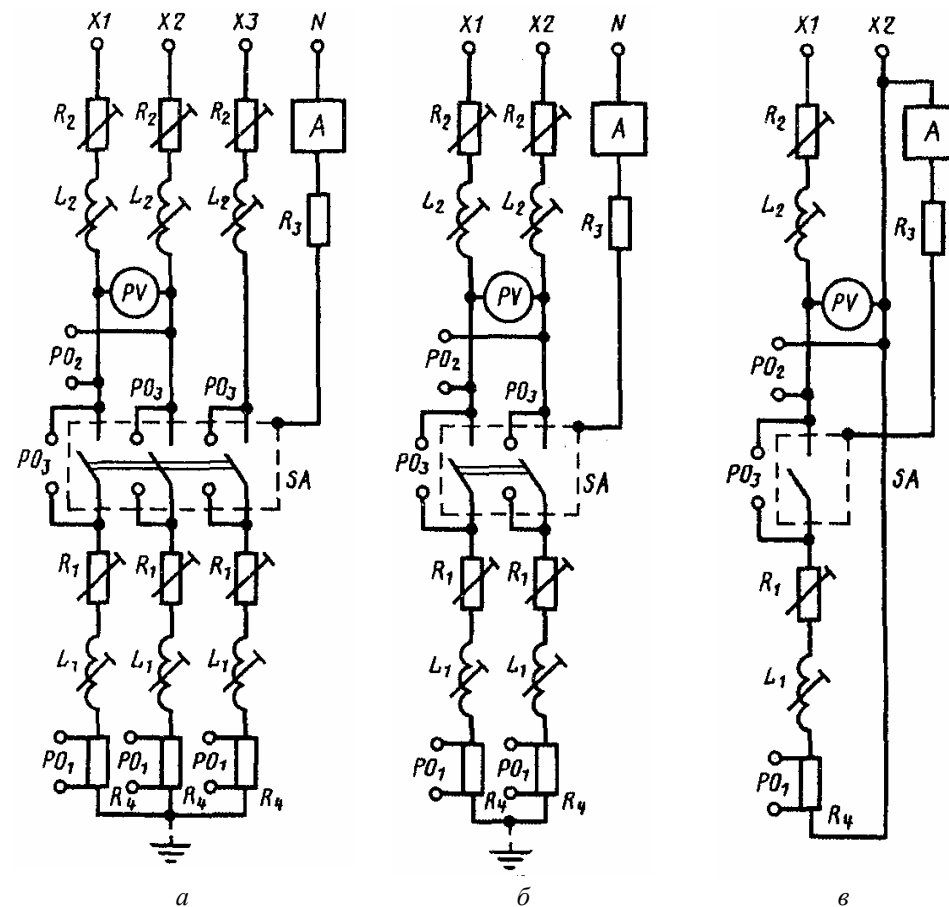 X1 X2 X3 N X1 X2 N X1 X2
R2 R2 R2 A R2 R2 A R2 A
L2 L2 L2 R3 L2 L2 R3 L2 R3
PV PV PV
PO2 PO2 PO2
PO3 PO3 PO3
PO3 SA PO3 SA PO3 SA
R1 R1 R1 R1 R1 R1
L1 L1 L1 L1 L1 L1
PO1 PO1 PO1 PO1 PO1 PO1
R4 R4 R4 R4 R4 R4
а б в